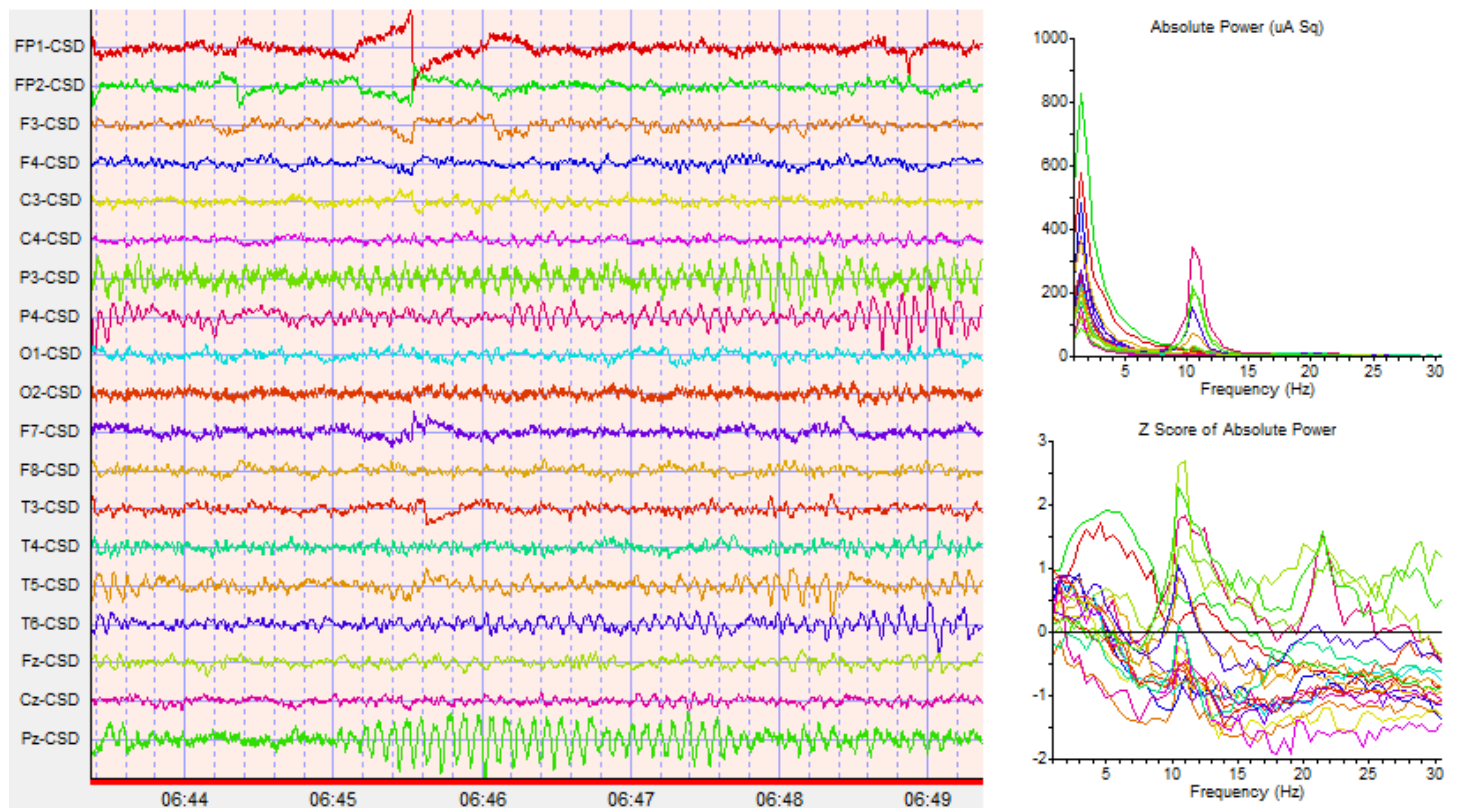 FP1-CSD
FP2-CSD
F3-CSD
F4-CSD
C3-CSD
C4-CSD
P3-CSD
P4-CSD
O1-CSD
O2-CSD
F7-CSD
F8-CSD
T3-CSD
T4-CSD
T5-CSD
T6-CSD
Fz-CSD
Cz-CSD
Pz-CSD
06:44 06:45 06:46 06:47 06:48 06:49
Absolute Power (uA Sq)
1000
800
600
400
200
0
5 10 15 20 25 30
Frequency (Hz)
Z Score of Absolute Power
3
2
1
0
-1
-2
5 10 15 20 25 30
Frequency (Hz)